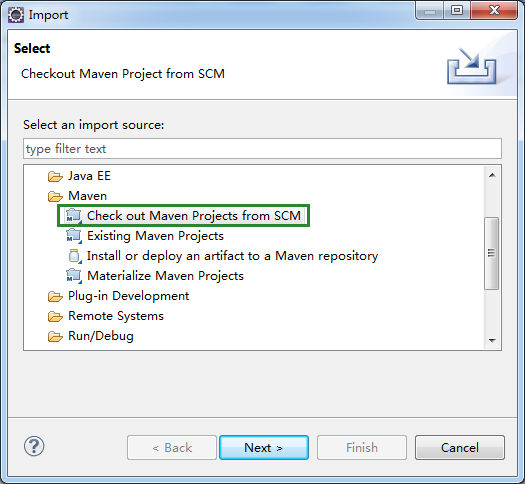 Import
Select
Checkout Maven Project from SCM
Select an import source:
type filter text
Java EE
Maven
Check out Maven Projects from SCM
Existing Maven Projects
Install or deploy an artifact to a Maven repository
Materialize Maven Projects
Plug-in Development
Remote Systems
Run/Debug
? < Back Next > Finish Cancel